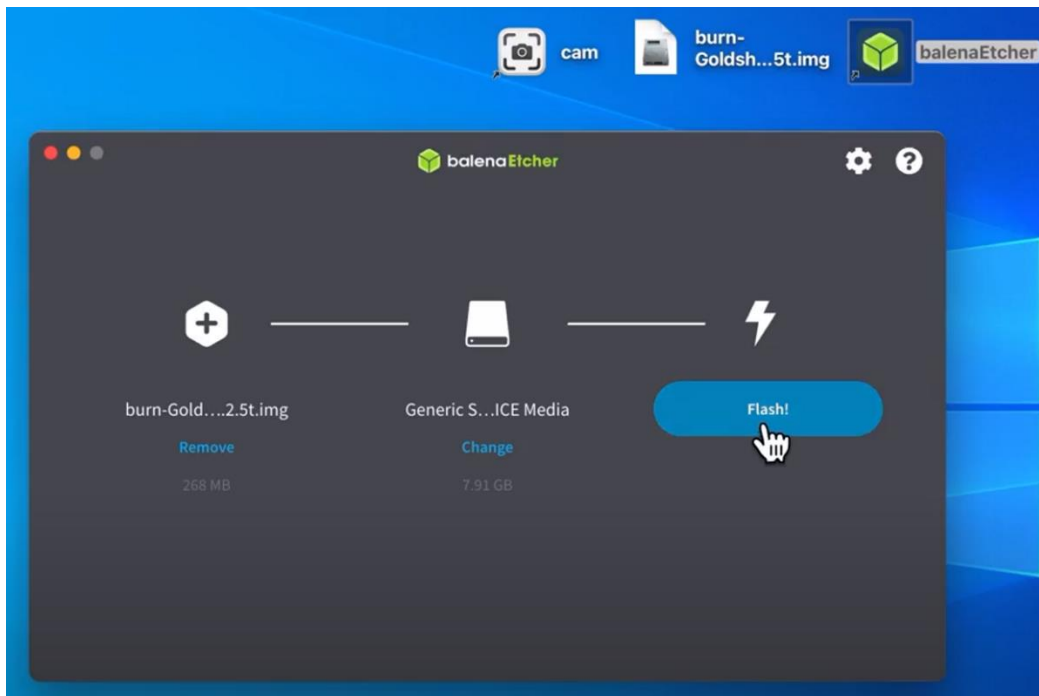 cam
burn-
Goldsh...5t.img
balenaEtcher
balenaEtcher
burn-Gold....2.5t.img
Generic S...ICE Media
Flash!
Remove
Change
268 MB
7.91 GB